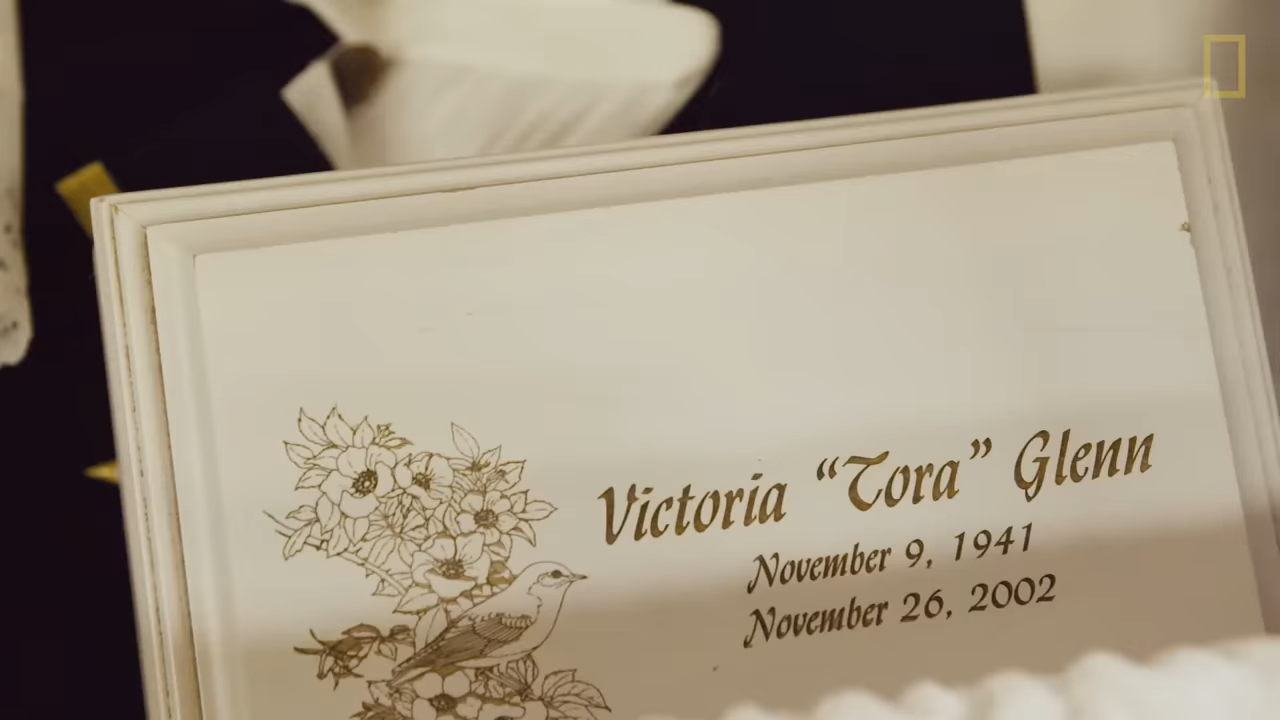 Victoria “Tora” Glenn
November 9, 1941
November 26, 2002